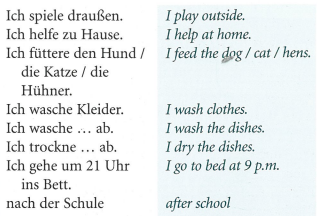 Ich spiele draußen. I play outside.
Ich helfe zu Hause. I help at home.
Ich füttere den Hund / I feed the dog / cat / hens.
die Katze / die
Hühner.
Ich wasche Kleider. I wash clothes.
Ich wasche … ab. I wash the dishes.
Ich trockne … ab. I dry the dishes.
Ich gehe um 21 Uhr I go to bed at 9 p.m.
ins Bett.
nach der Schule after school